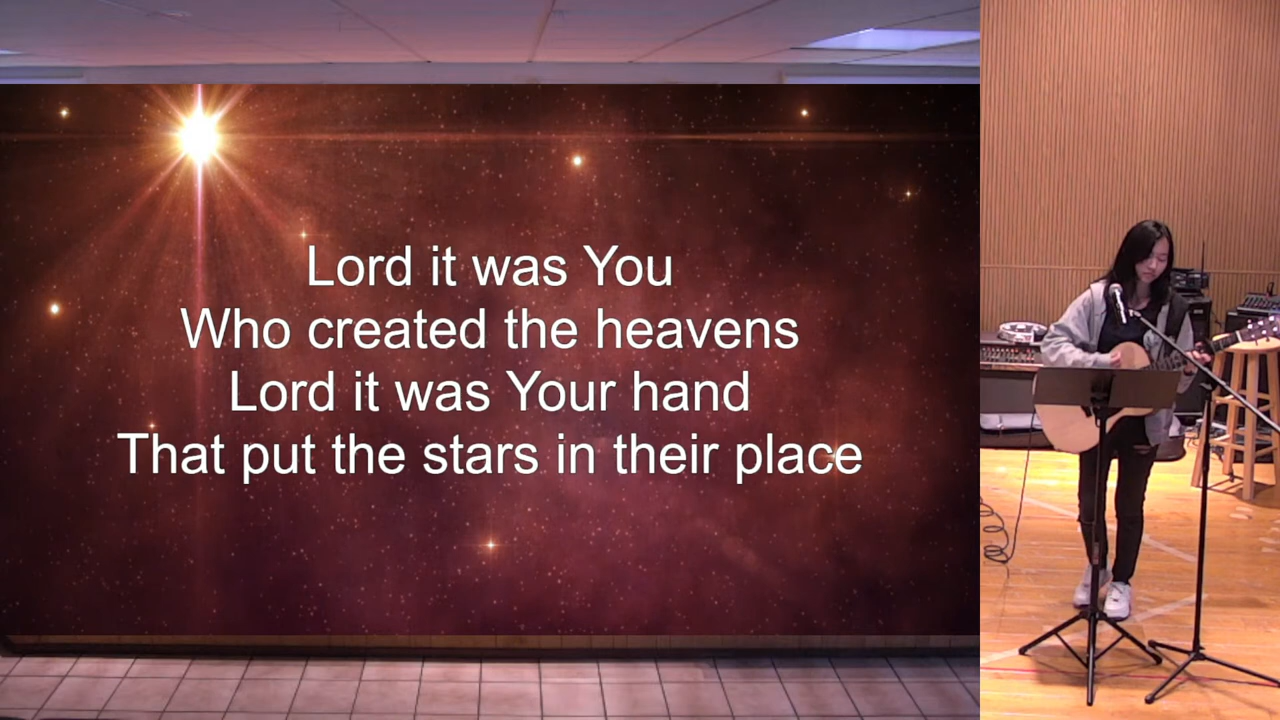 Lord it was You
Who created the heavens
Lord it was Your hand
That put the stars in their place